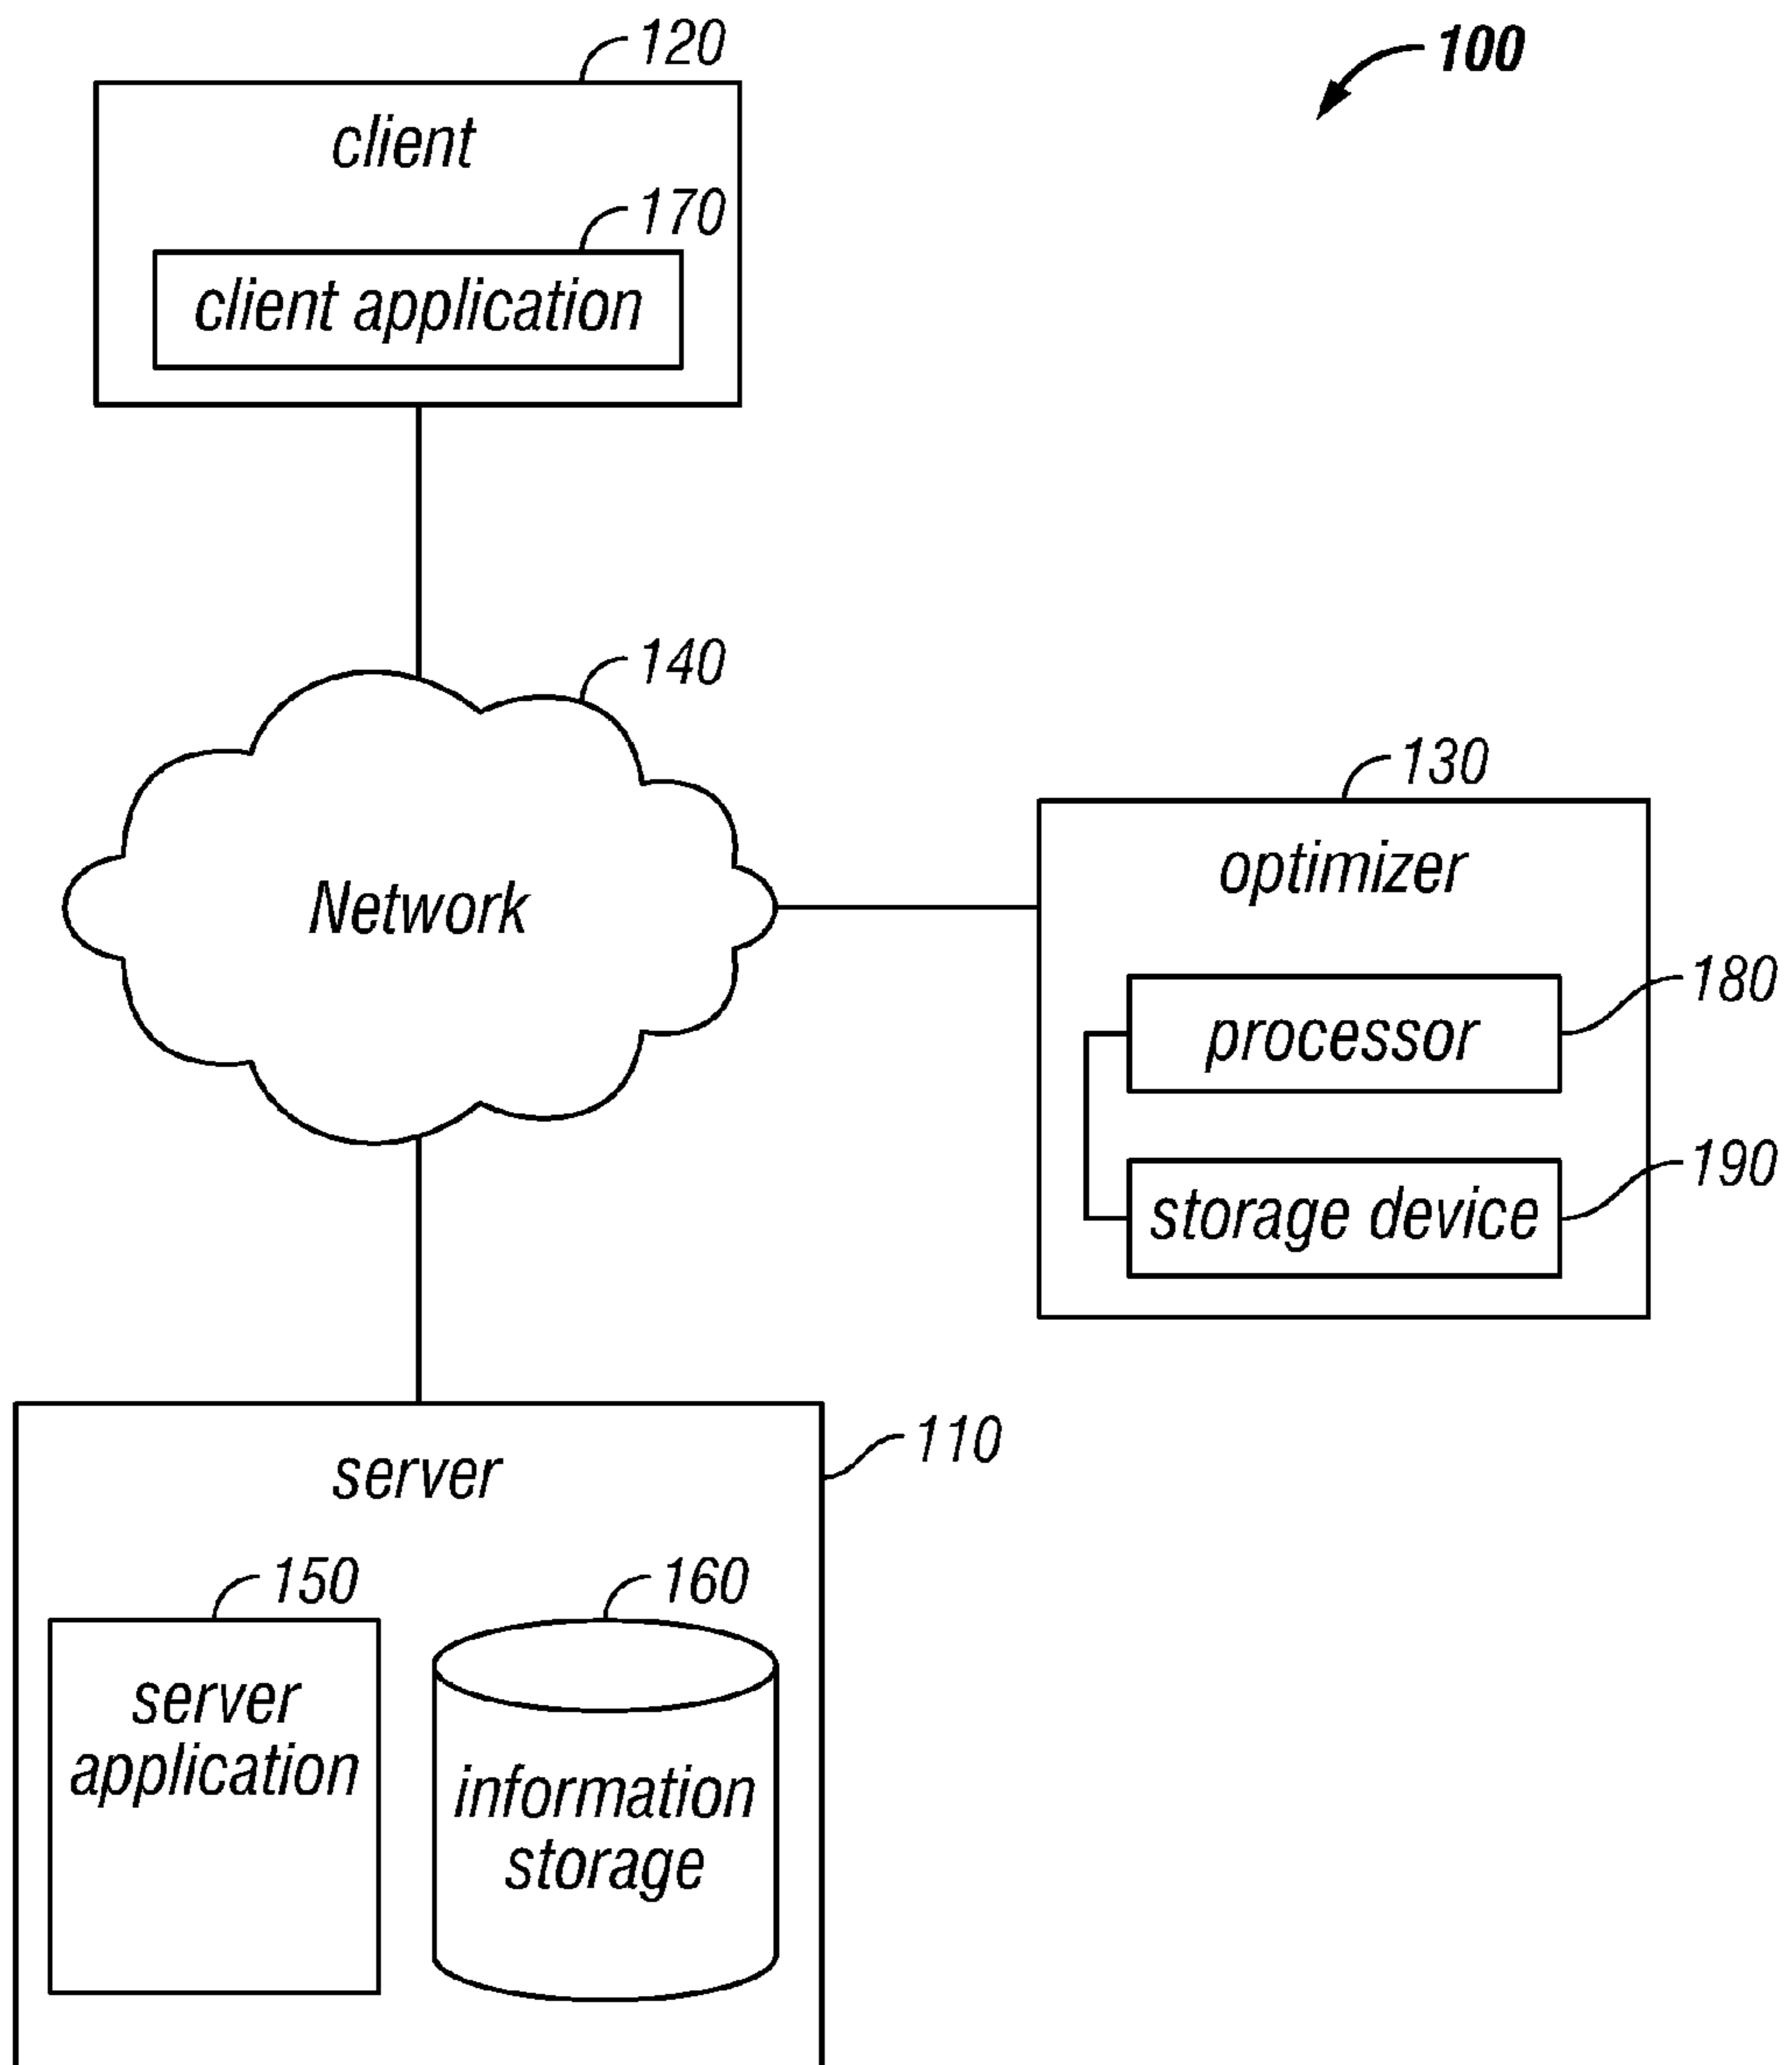 120
100
client
170
client application
140
Network
130
optimizer
180
processor
190
storage device
110
server
150
server
application
160
information
storage